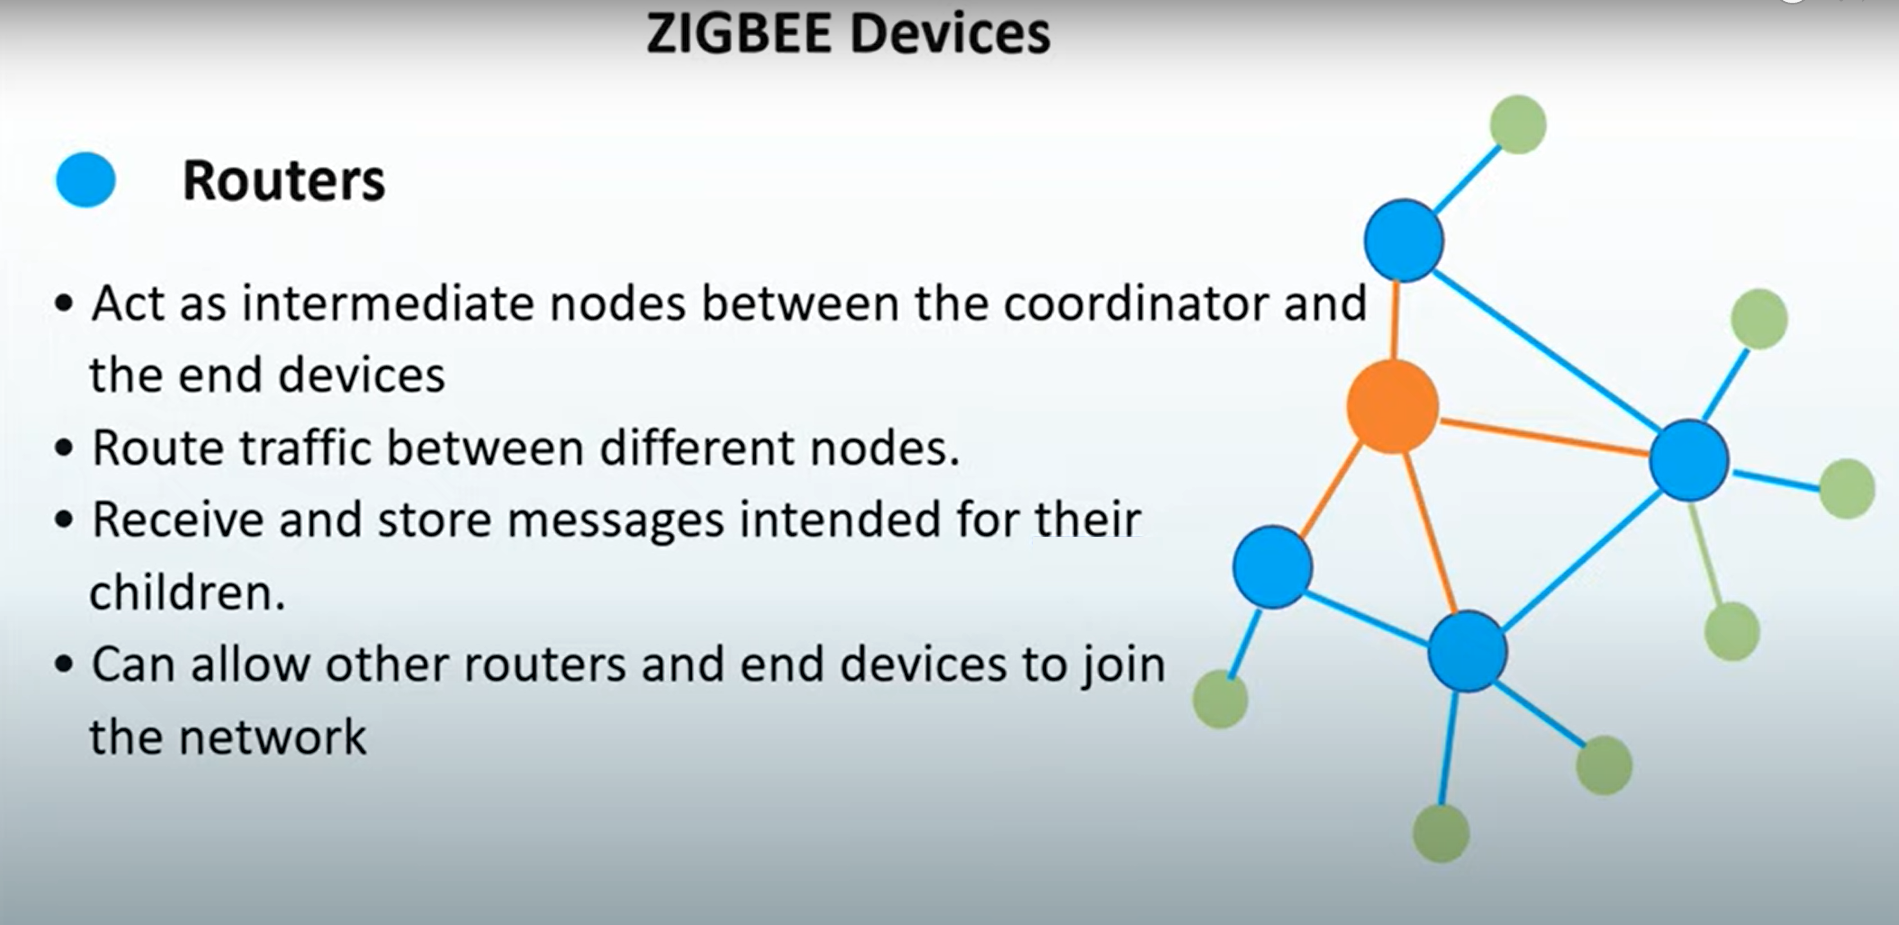 ZIGBEE Devices
Routers
• Act as intermediate nodes between the coordinator and
the end devices
• Route traffic between different nodes.
• Receive and store messages intended for their
children.
• Can allow other routers and end devices to join
the network